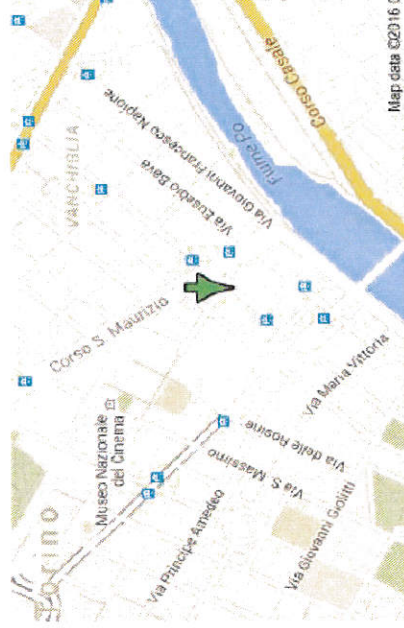 VANCHIGLIA
Via Giovanni Francesco Napione
Via Eusebio Bava
Fiume Po
Corso Casale
Map data ©2016 G
Corso S. Maurizio
Torino
Museo Nazionale
del Cinema
Via Maria Vittoria
Via delle Rosine
Via S. Massimo
Via Principe Amedeo
Via Giovanni Giolitti